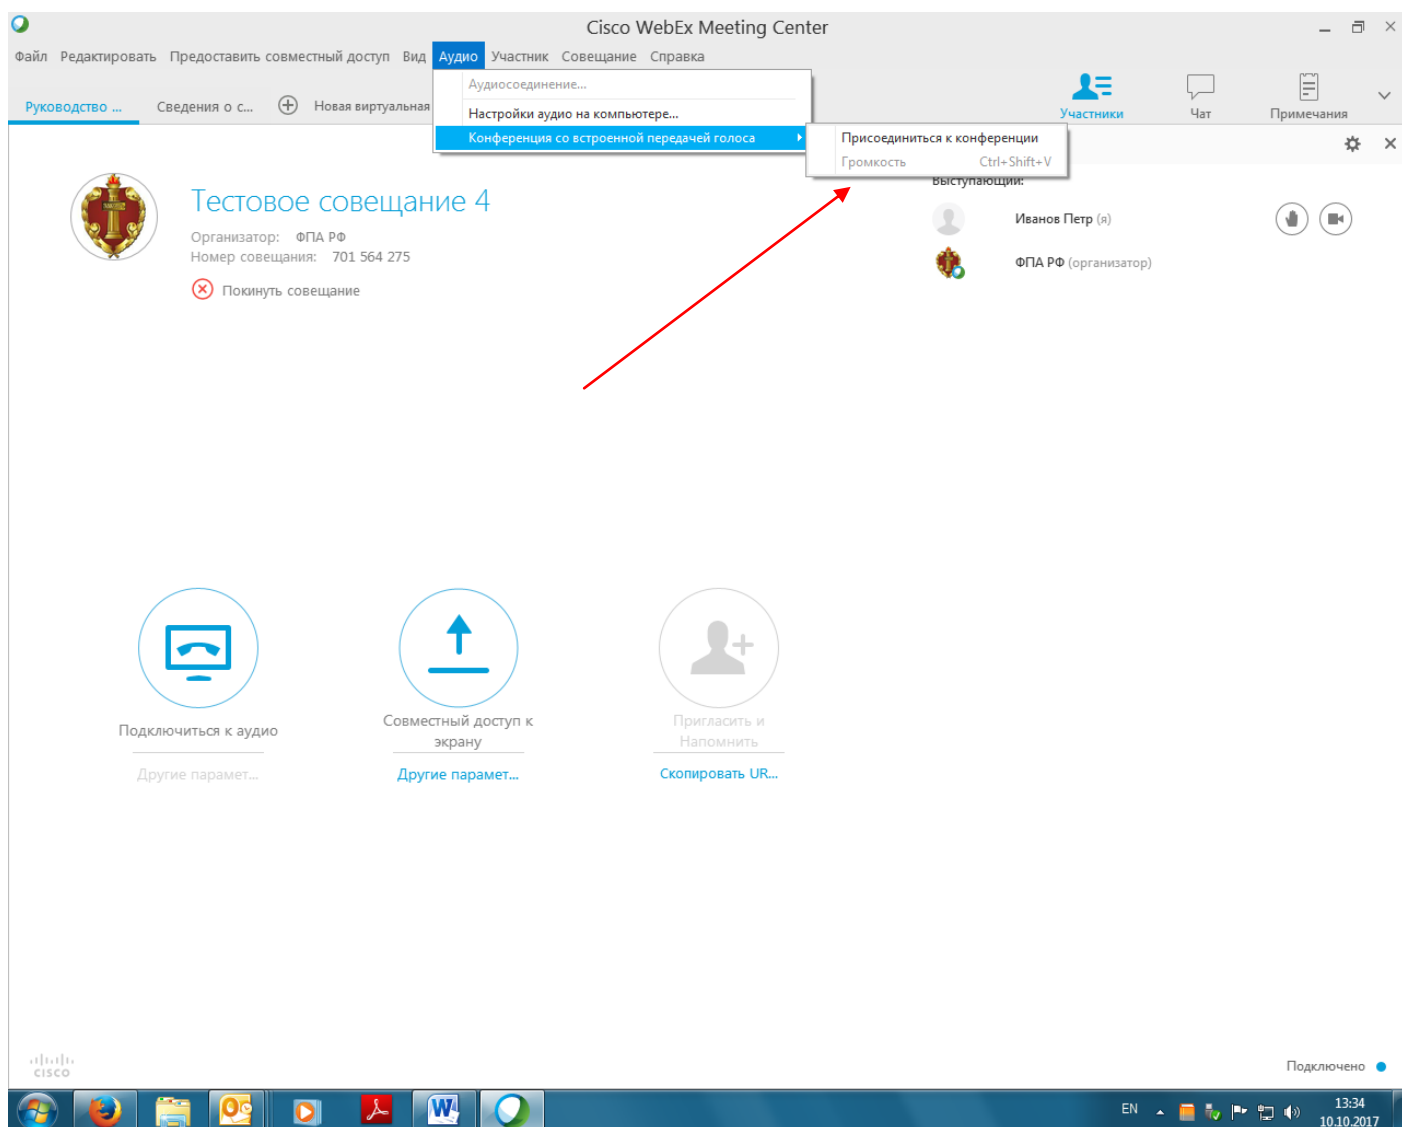 Cisco WebEx Meeting Center
Файл Редактировать Предоставить совместный доступ Вид Аудио Участник Совещание Справка
Руководство ... Сведения о с... Новая виртуальная
Аудиосоединение...
Настройки аудио на компьютере...
Конференция со встроенной передачей голоса
Присоединиться к конференции
Громкость Ctrl+Shift+V
Участники Чат Примечания
Выступающий:
Иванов Петр (я)
ФПА РФ (организатор)
Тестовое совещание 4
Организатор: ФПА РФ
Номер совещания: 701 564 275
Покинуть совещание
Подключиться к аудио
Другие парамет...
Совместный доступ к
экрану
Другие парамет...
Пригласить и
Напомнить
Скопировать UR...
CISCO
Подключено
EN
13:34
10.10.2017